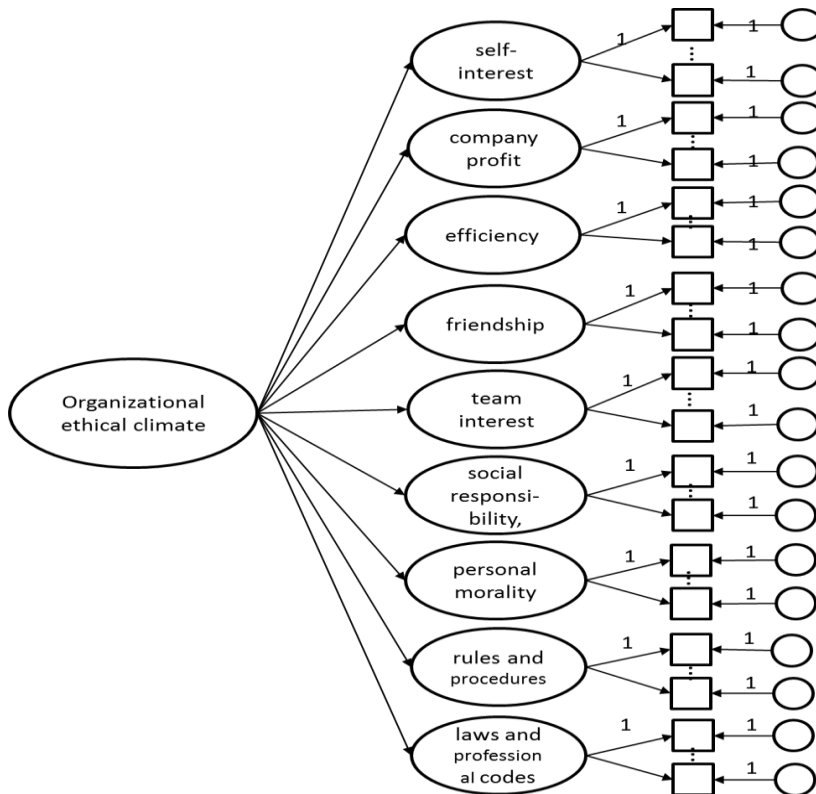 self-
interest
1
1
1
company
profit
1
1
1
efficiency
1
1
1
friendship
1
1
1
Organizational
ethical climate
team
interest
1
1
1
social
responsi-
bility,
1
1
1
personal
morality
1
1
1
rules and
procedures
1
1
1
laws and
profession
al codes
1
1
1